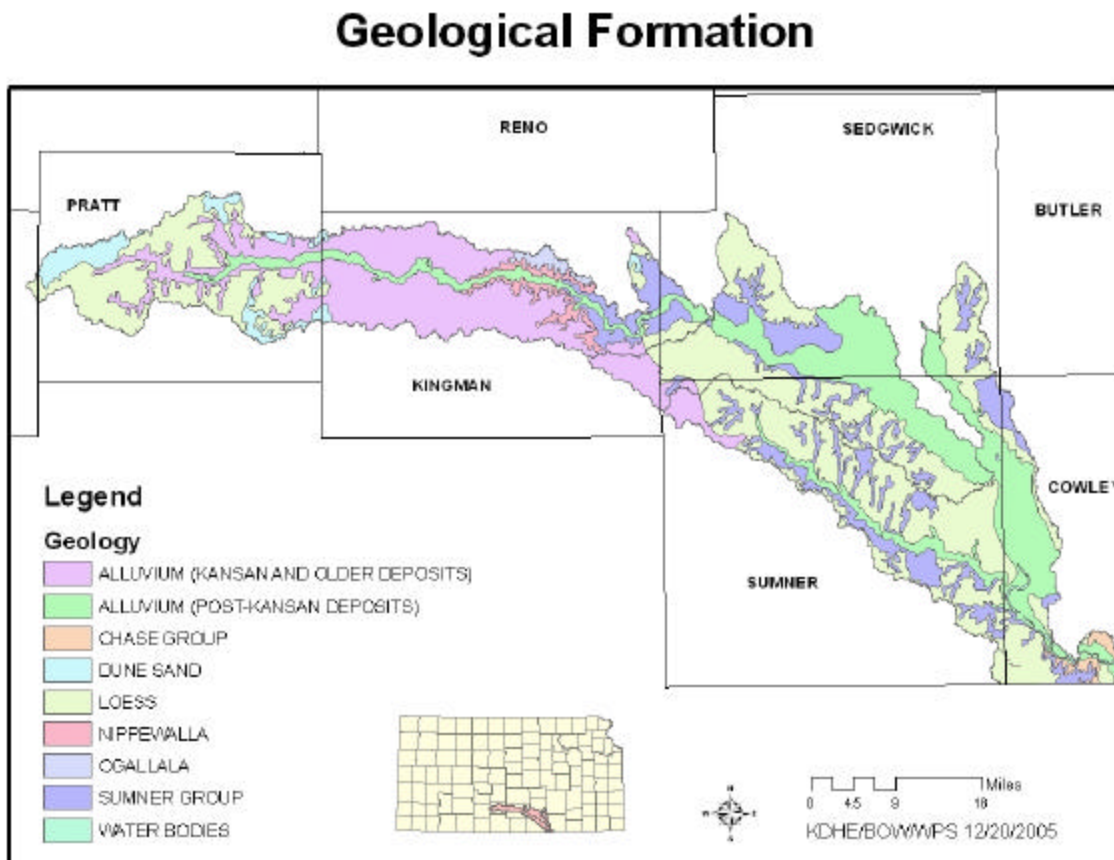 Geological Formation
RENO
SEDGWICK
PRATT
BUTLER
KINGMAN
COWLEY
SUMNER
Legend
Geology
ALLUVIUM (KANSAN AND OLDER DEPOSITS)
ALLUVIUM (POST-KANSAN DEPOSITS)
CHASE GROUP
DUNE SAND
LOESS
NIPPEWALLA
OGALLALA
SUMNER GROUP
WATER BODIES
N
W E
S
Miles
0 4.5 9 18
KDHE/BOW/WPS 12/20/2005